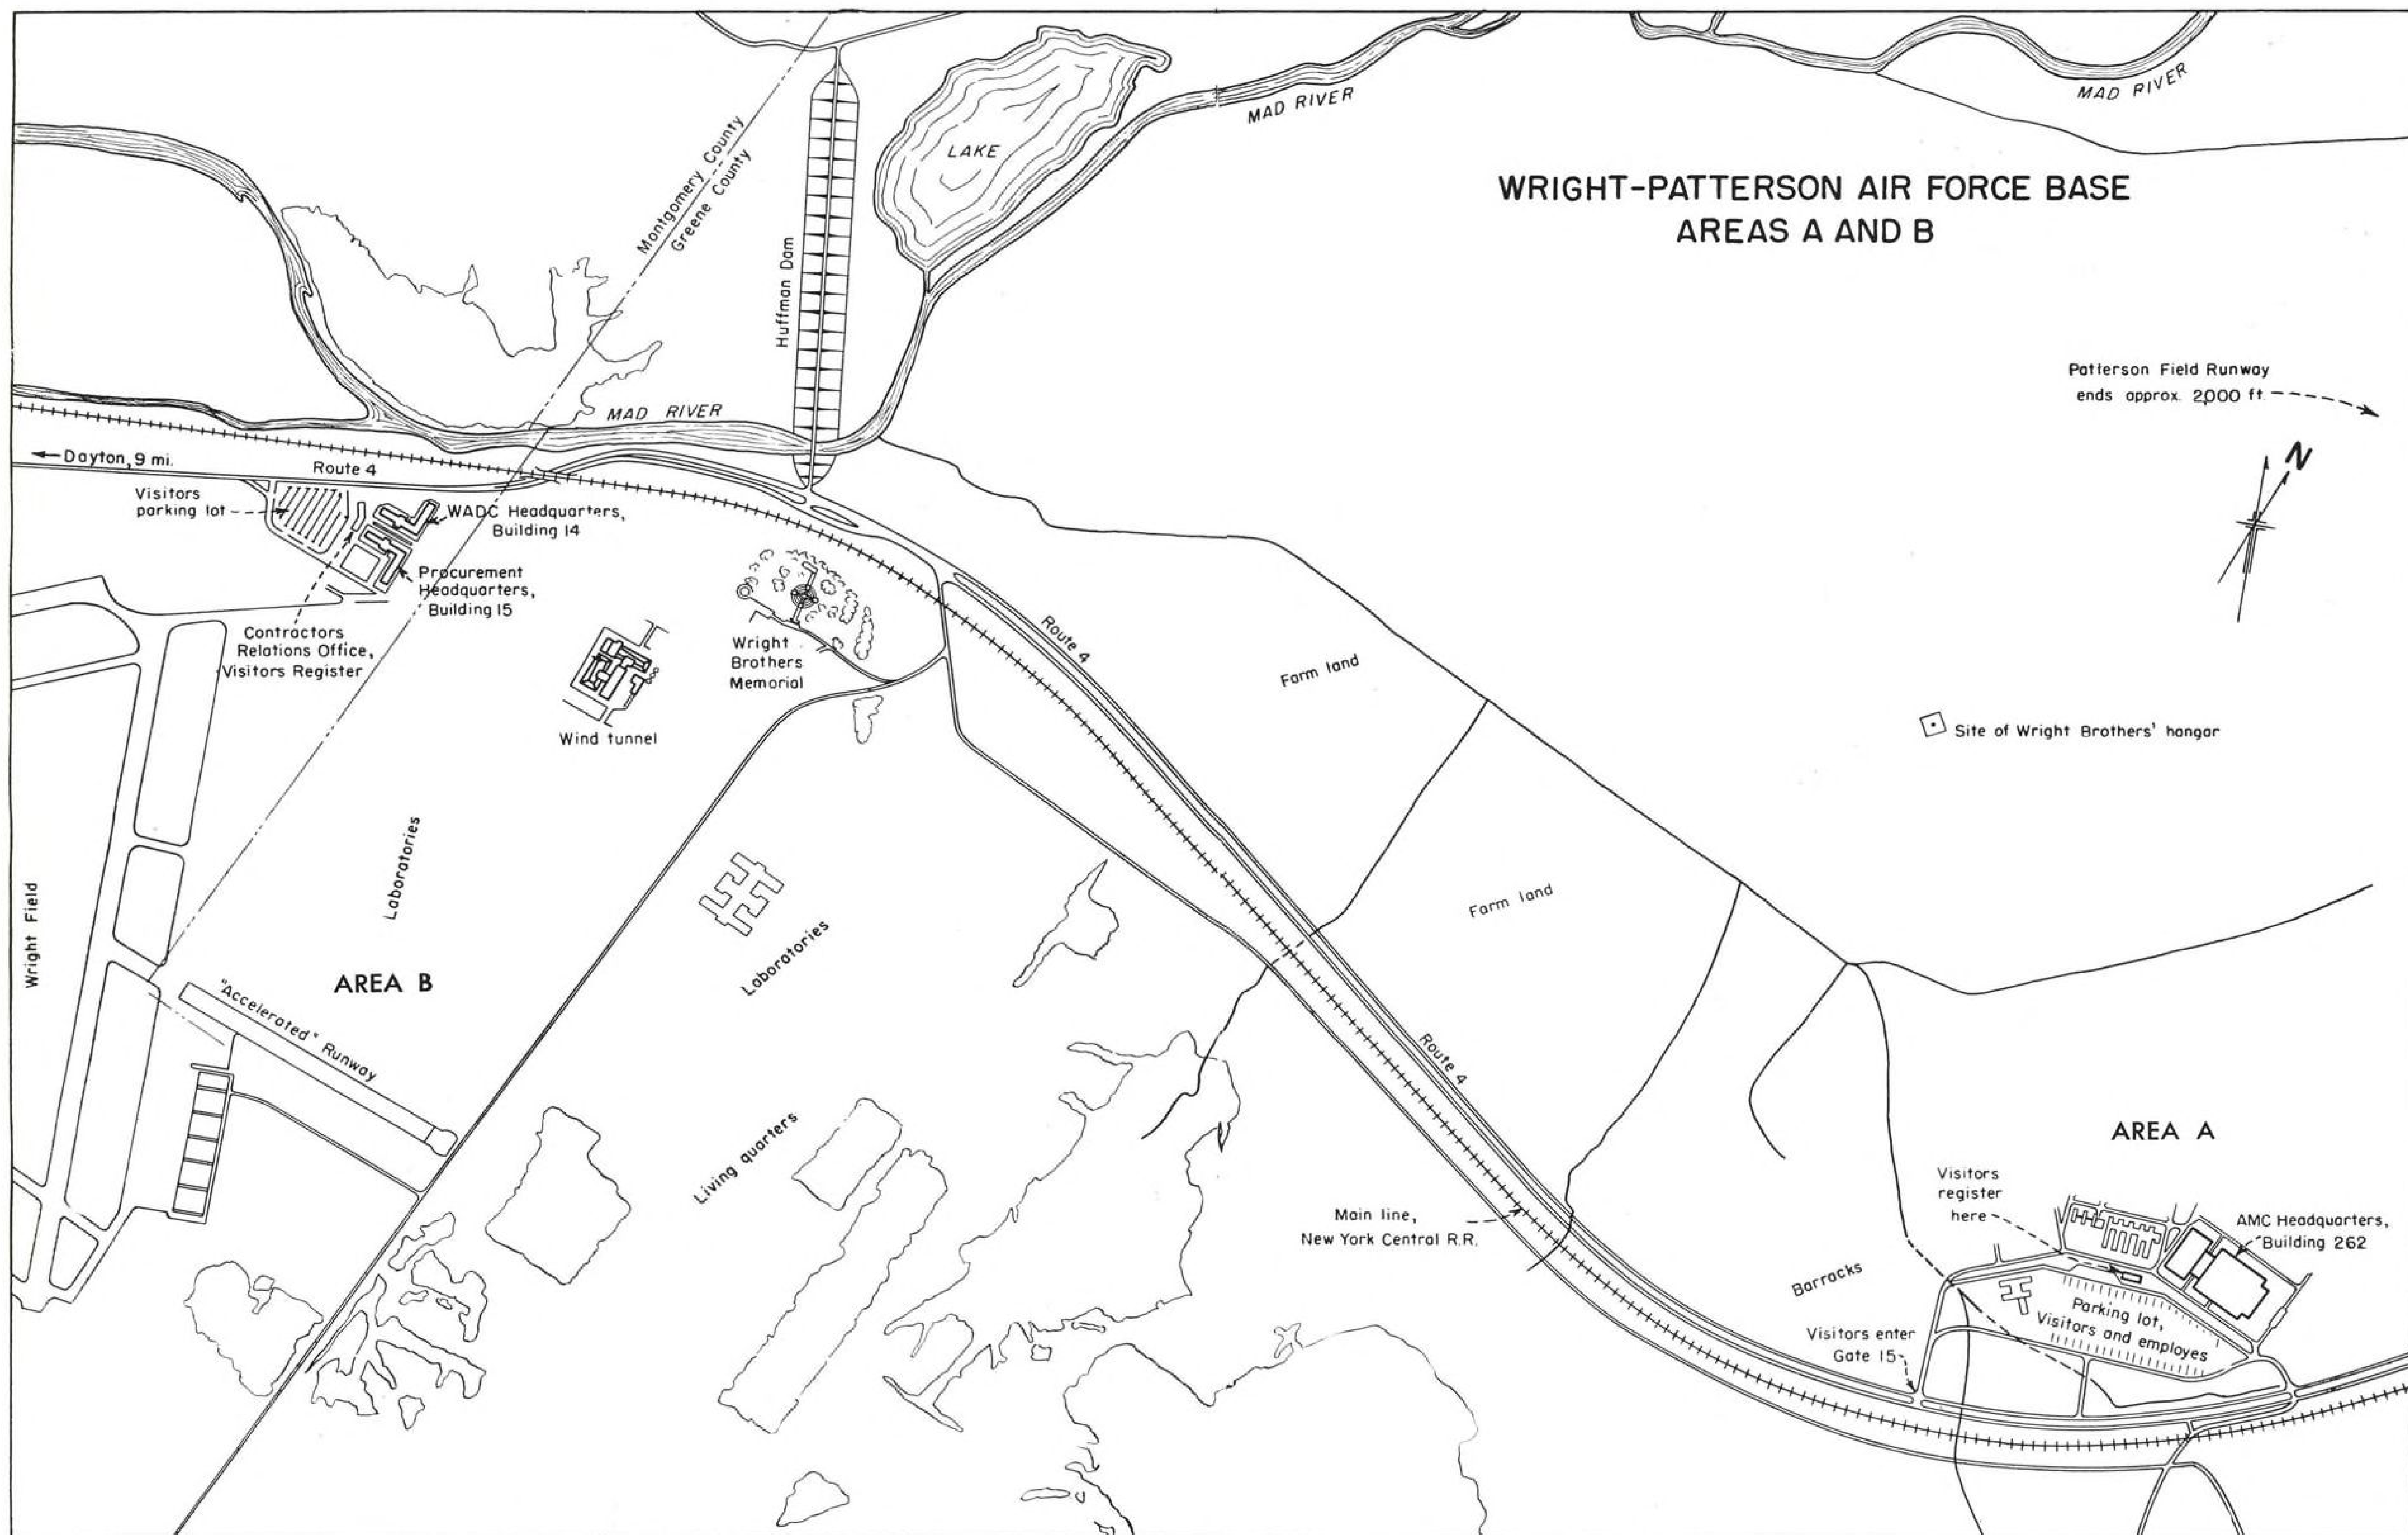 WRIGHT-PATTERSON AIR FORCE BASE
AREAS A AND B
MAD RIVER
MAD RIVER
LAKE
Montgomery County
Greene County
Huffman Dam
Patterson Field Runway
ends approx. 2,000 ft.
N
MAD RIVER
Dayton, 9 mi.
Route 4
Visitors
parking lot
WADC Headquarters,
Building 14
Procurement
Headquarters,
Building 15
Contractors
Relations Office,
Visitors Register
Wright
Brothers
Memorial
Wind tunnel
Route 4
Farm land
Site of Wright Brothers' hangar
Laboratories
Wright Field
Farm land
Laboratories
AREA B
"Accelerated" Runway
Route 4
Living quarters
AREA A
Visitors
register
here
Main line,
New York Central R.R.
AMC Headquarters,
Building 262
Barracks
Parking lot,
Visitors and employes
Visitors enter
Gate 15